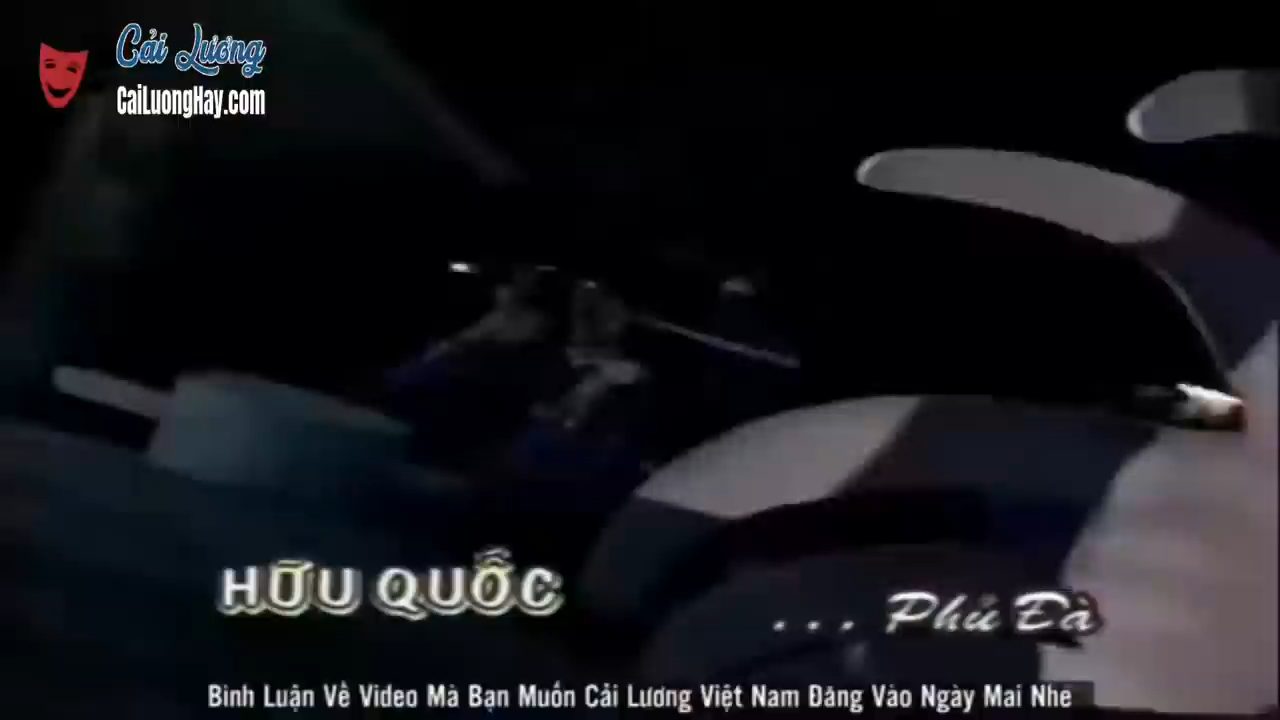 Cải Lương
CaiLuongHay.com
HỮU QUỐC
... Phủ Đà
Bình Luận Về Video Mà Bạn Muốn Cải Lương Việt Nam Đăng Vào Ngày Mai Nhé